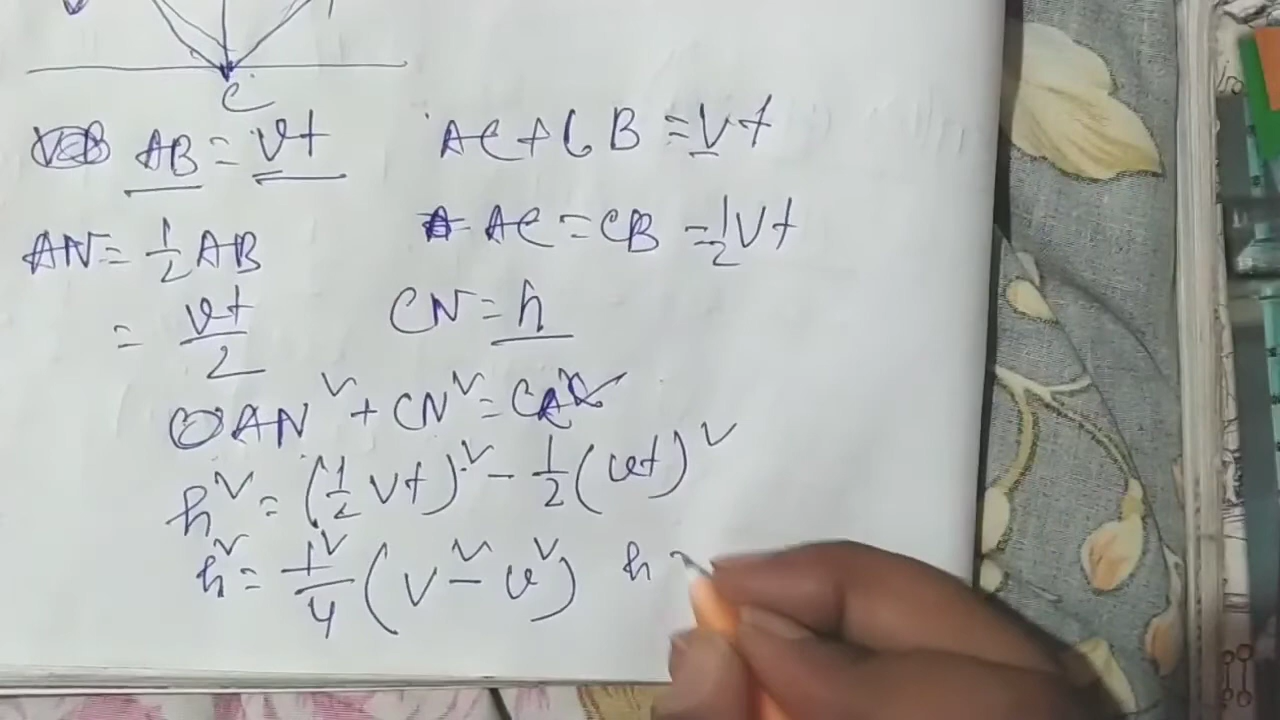 C
AB = vt AC + CB = Vt
AN = 1/2 AB AC = CB = 1/2 Vt
= vt/2 CN = h
AN² + CN² = CA²
h² = (1/2 Vt)² - 1/2 (vt)²
h² = t²/4 (V² - v²) h =